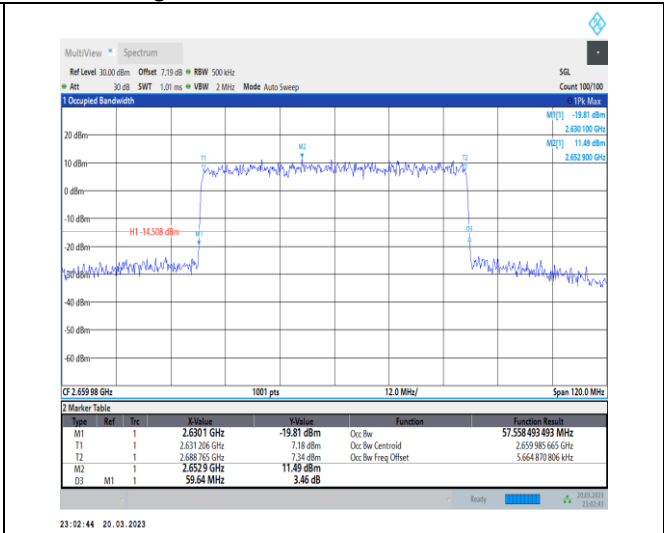 MultiView Spectrum
Ref Level 30.00 dBm Offset 7.19 dB RBW 500 kHz SGL
Att 30 dB SWT 1.01 ms VBW 2 MHz Mode Auto Sweep Count 100/100
1 Occupied Bandwidth 1Pk Max
M1[1] -19.81 dBm
2.630 100 GHz
M2[1] 11.49 dBm
2.652 900 GHz
20 dBm
M2
T1 T2
10 dBm
0 dBm
-10 dBm
H1 -14.508 dBm M1 D3
-20 dBm
-30 dBm
-40 dBm
-50 dBm
-60 dBm
CF 2.659 98 GHz 1001 pts 12.0 MHz/ Span 120.0 MHz
2 Marker Table
Type Ref Trc X-Value Y-Value Function Function Result
M1 1 2.6301 GHz -19.81 dBm Occ Bw 57.558 493 493 MHz
T1 1 2.631 206 GHz 7.18 dBm Occ Bw Centroid 2.659 985 665 GHz
T2 1 2.688 765 GHz 7.34 dBm Occ Bw Freq Offset 5.664 870 806 kHz
M2 1 2.6529 GHz 11.49 dBm
D3 M1 1 59.64 MHz 3.46 dB
Ready 20.03.2023
23:02:43
23:02:44 20.03.2023